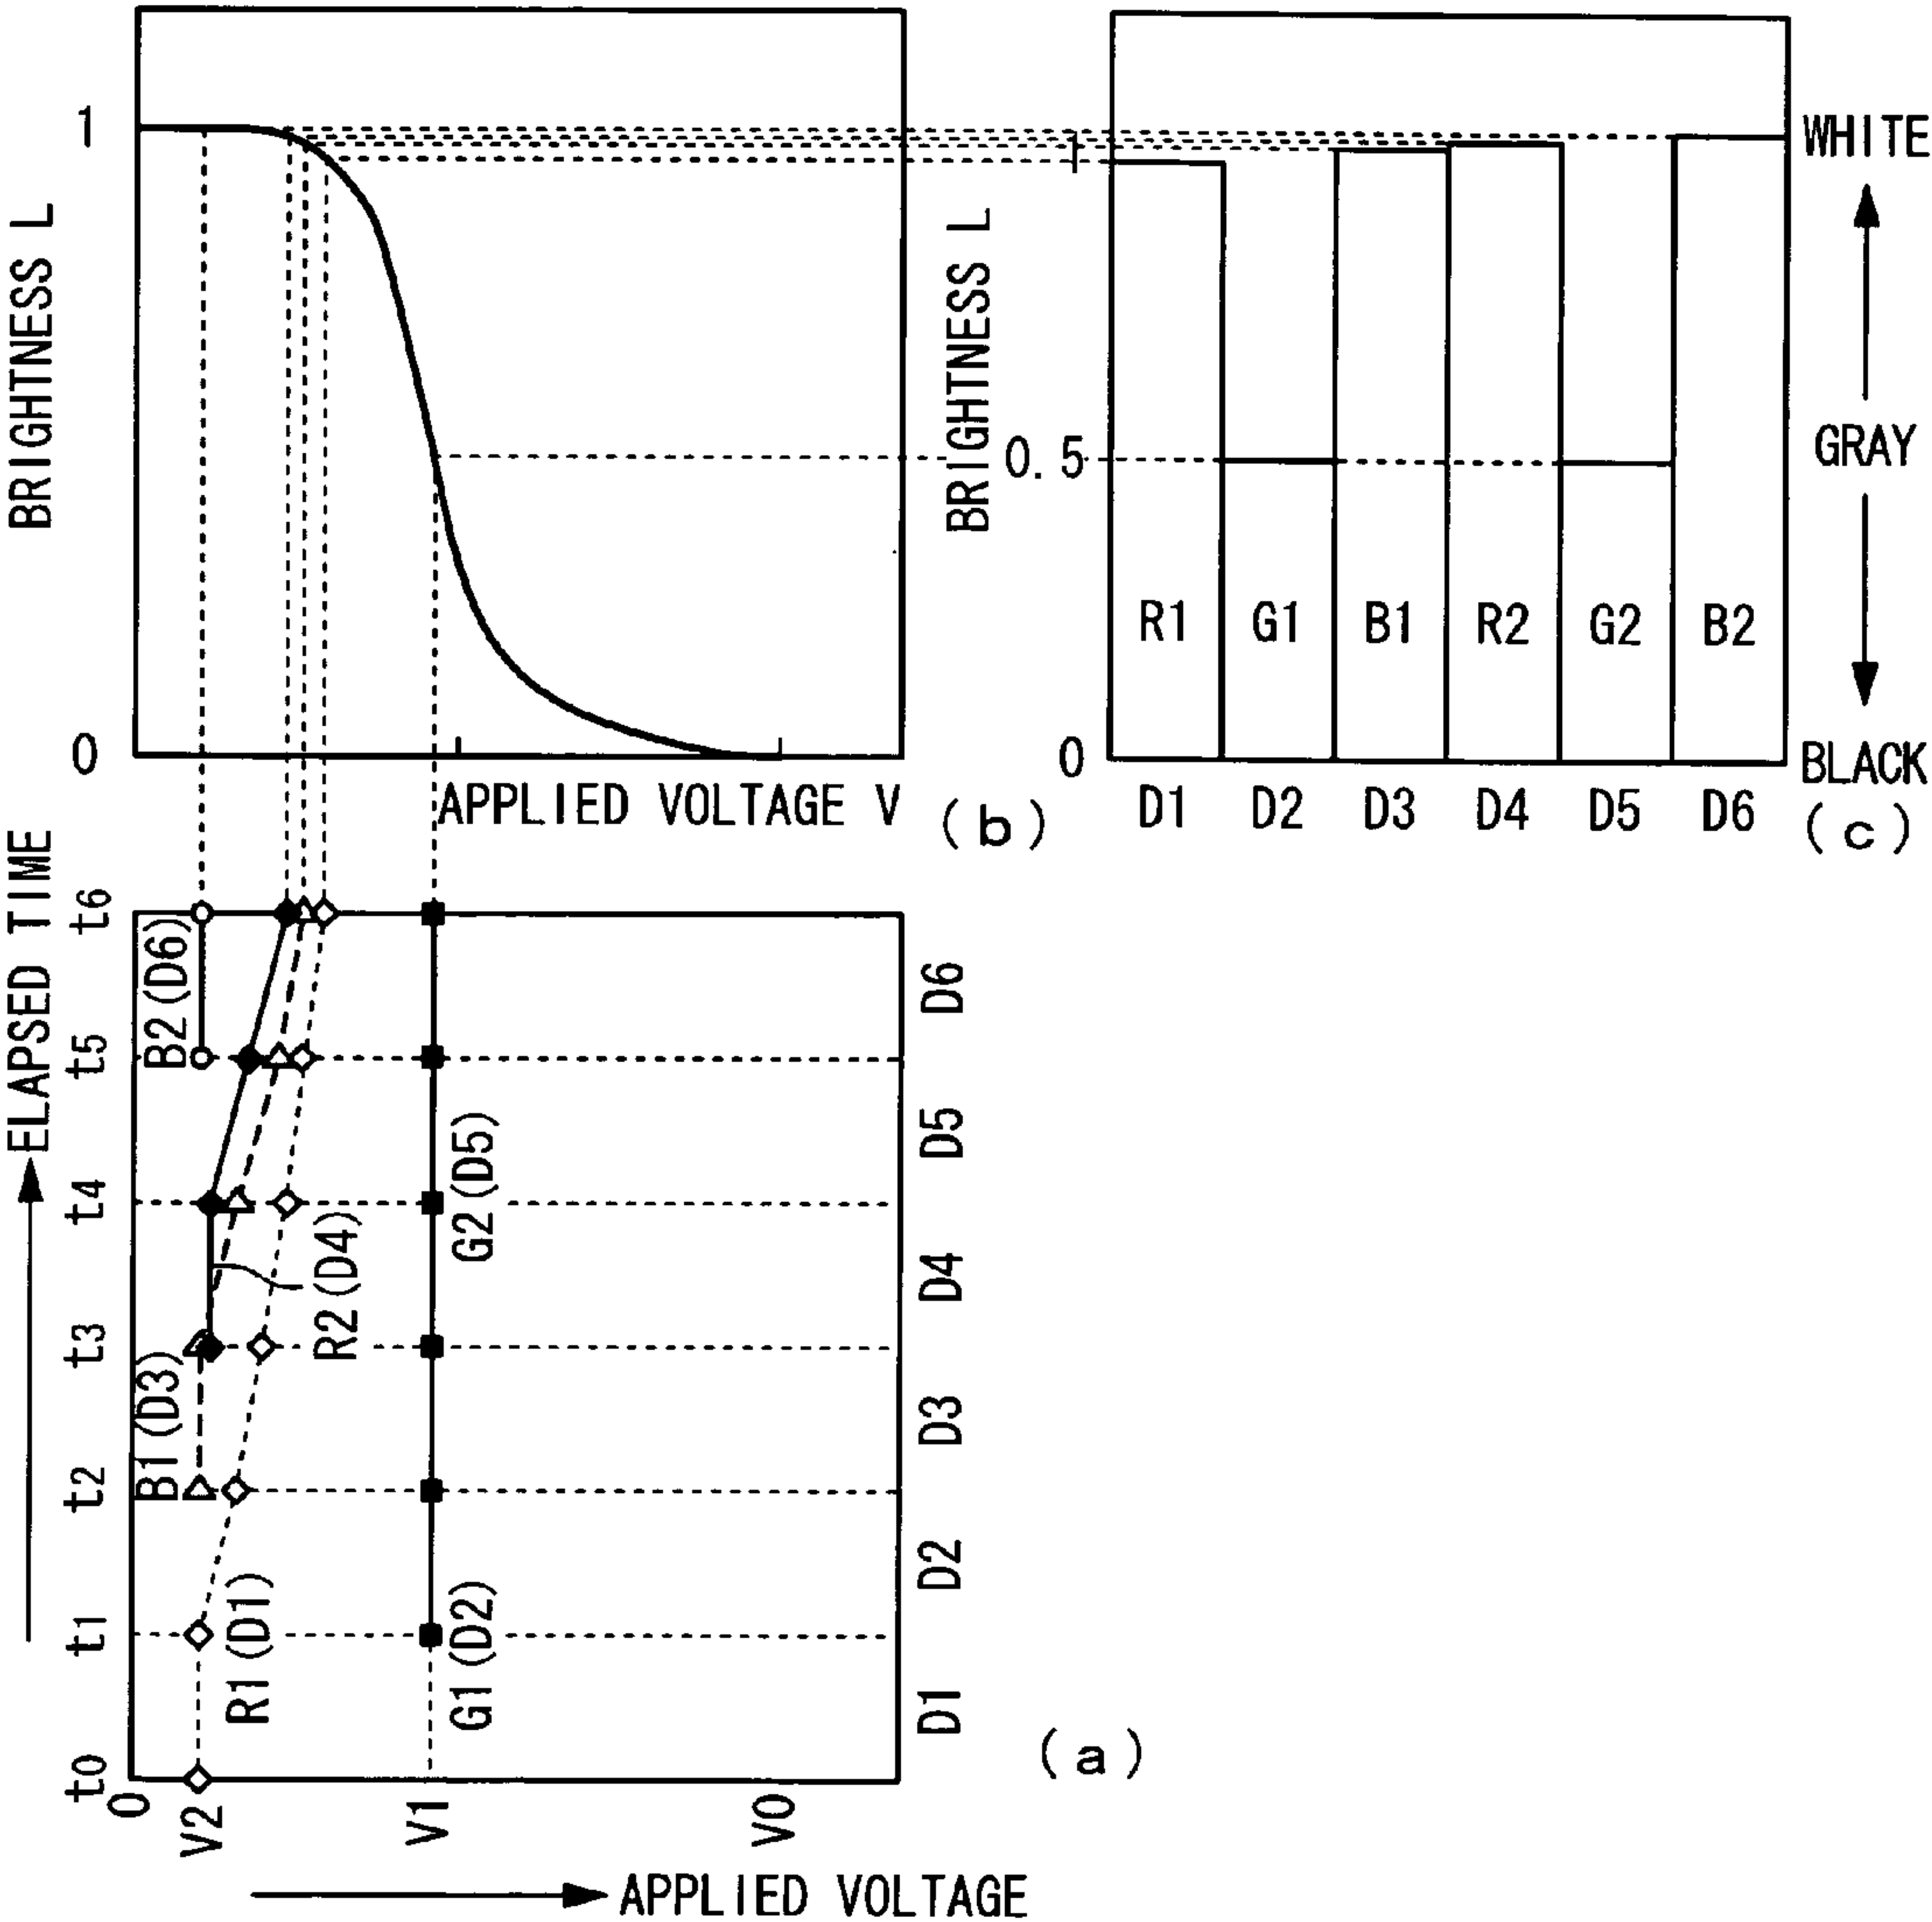 1
BRIGHTNESS L
0
APPLIED VOLTAGE V
(b)
1
BRIGHTNESS L
0.5
0
R1 G1 B1 R2 G2 B2
D1 D2 D3 D4 D5 D6
WHITE
GRAY
BLACK
(c)
ELAPSED TIME
t6
t5
t4
t3
t2
t1
t0
B2(D6)
G2(D5)
R2(D4)
B1(D3)
R1(D1)
G1(D2)
D6
D5
D4
D3
D2
D1
(a)
0 V2 V1 V0
APPLIED VOLTAGE